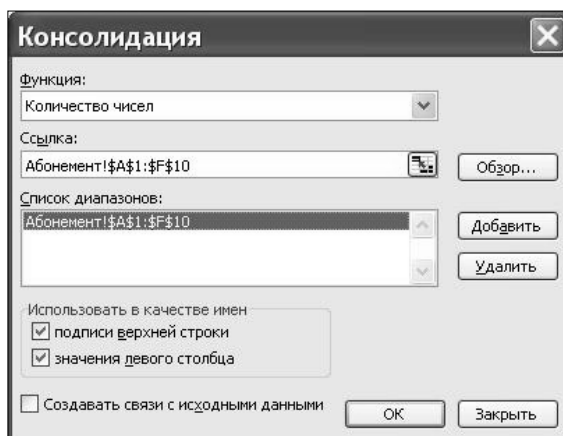 Консолидация
Функция:
Количество чисел
Ссылка:
Абонемент!$A$1:$F$10
Обзор...
Список диапазонов:
Абонемент!$A$1:$F$10
Добавить
Удалить
Использовать в качестве имен
подписи верхней строки
значения левого столбца
Создавать связи с исходными данными
ОК
Закрыть